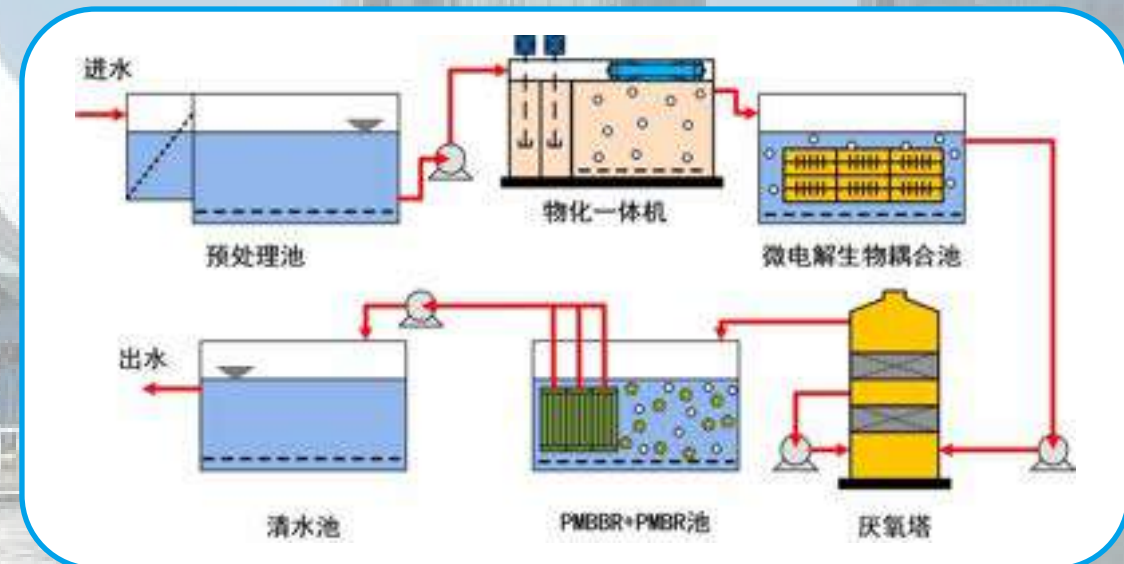 进水
物化一体机
预处理池
微电解生物耦合池
出水
清水池
PMBBR+PMBR池
厌氧塔